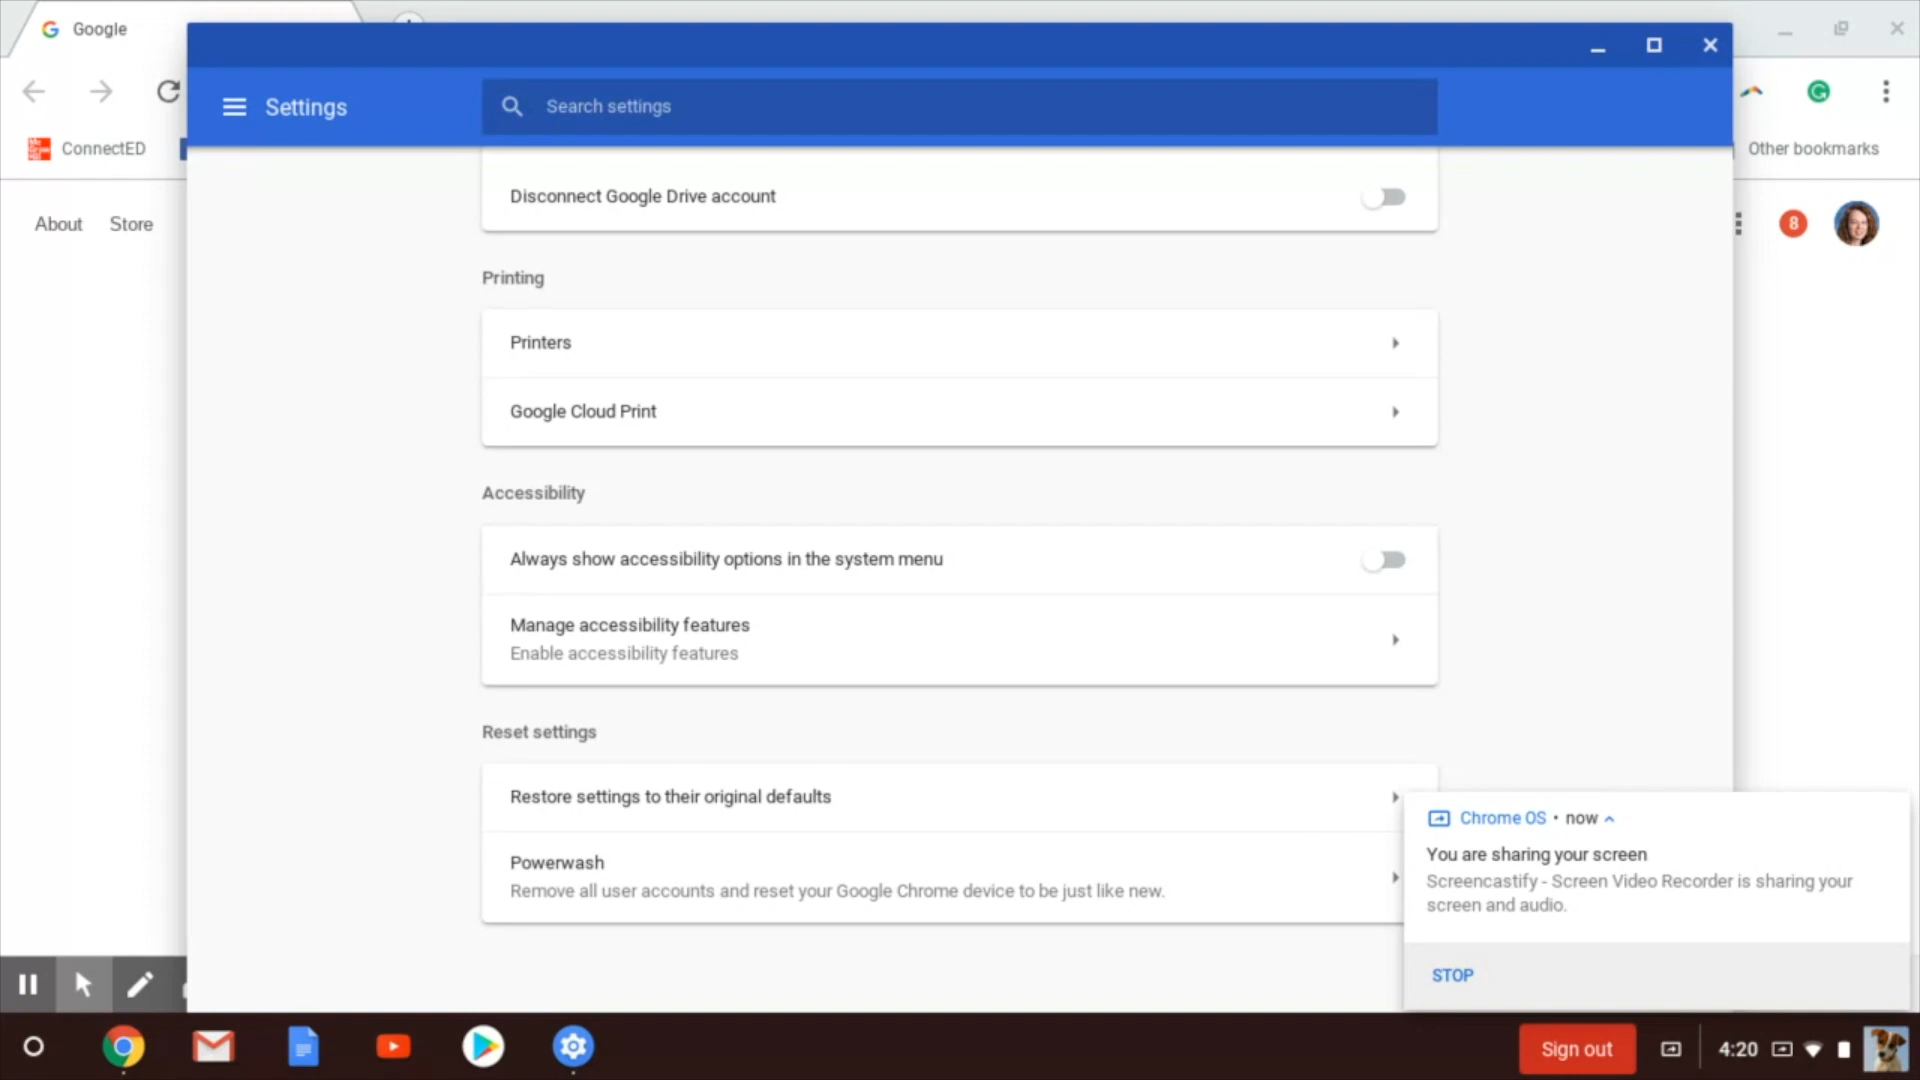 Google
Settings
Search settings
ConnectED
Other bookmarks
About
Store
8
Disconnect Google Drive account
Printing
Printers
Google Cloud Print
Accessibility
Always show accessibility options in the system menu
Manage accessibility features
Enable accessibility features
Reset settings
Restore settings to their original defaults
Powerwash
Remove all user accounts and reset your Google Chrome device to be just like new.
Chrome OS • now
You are sharing your screen
Screencastify - Screen Video Recorder is sharing your
screen and audio.
STOP
Sign out
4:20